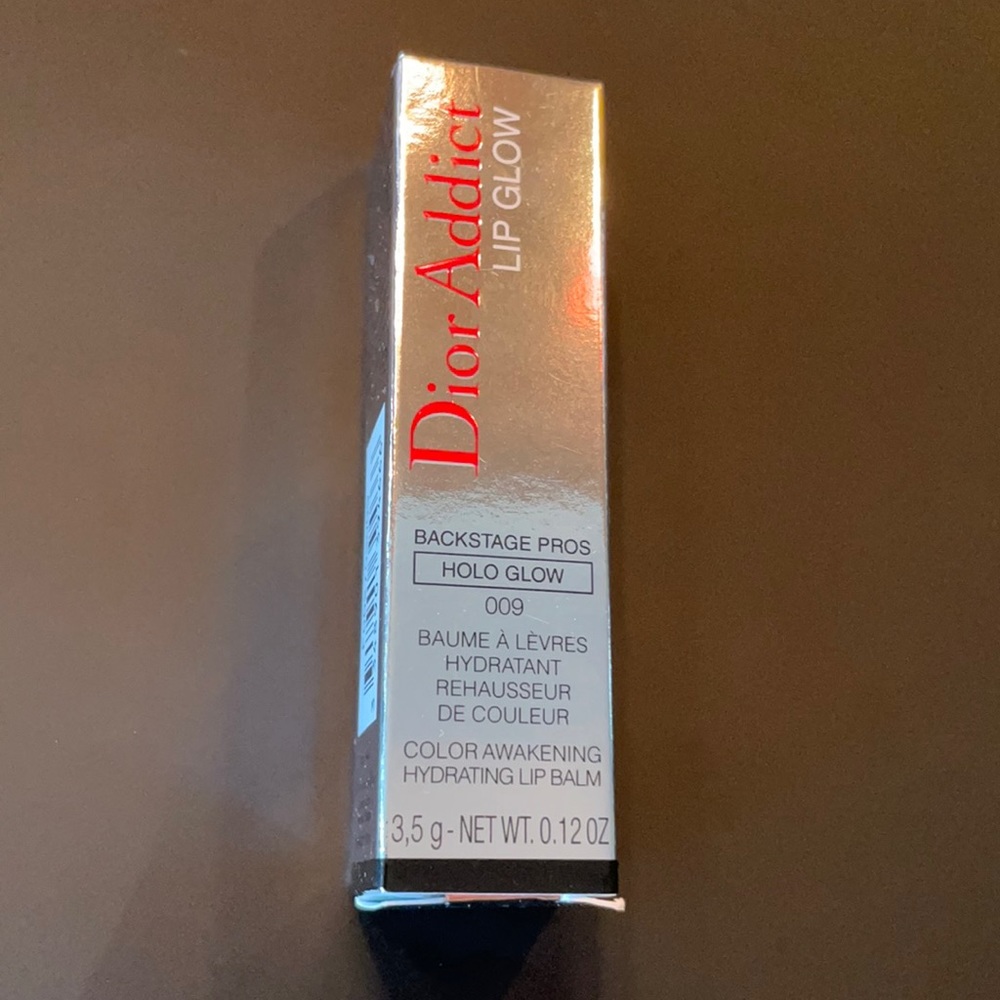 Dior Addict
LIP GLOW
BACKSTAGE PROS
HOLO GLOW
009
BAUME À LÈVRES
HYDRATANT
REHAUSSEUR
DE COULEUR
COLOR AWAKENING
HYDRATING LIP BALM
3,5 g - NET WT. 0.12 OZ